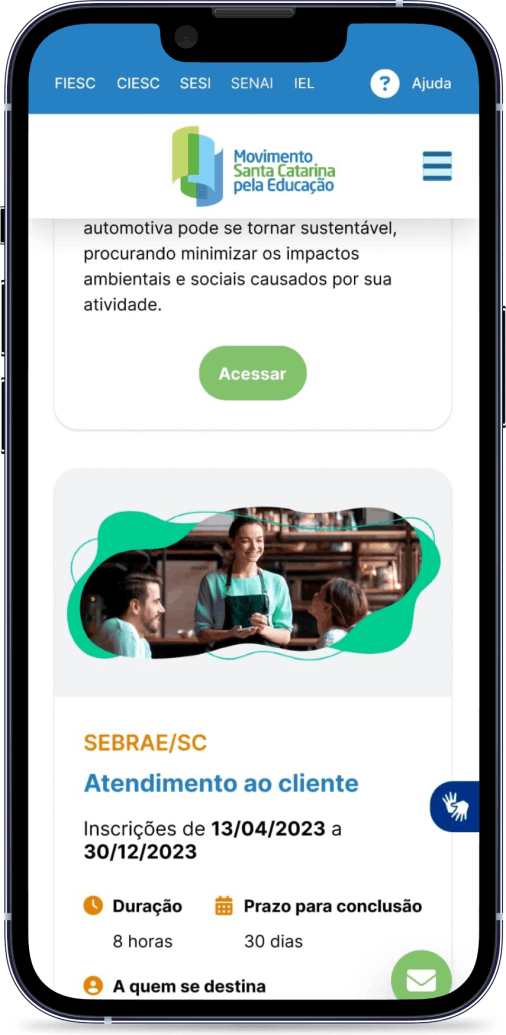 FIESC CIESC SESI SENAI IEL ? Ajuda
Movimento
Santa Catarina
pela Educação
automotiva pode se tornar sustentável,
procurando minimizar os impactos
ambientais e sociais causados por sua
atividade.
Acessar
SEBRAE/SC
Atendimento ao cliente
Inscrições de 13/04/2023 a
30/12/2023
Duração
8 horas
Prazo para conclusão
30 dias
A quem se destina